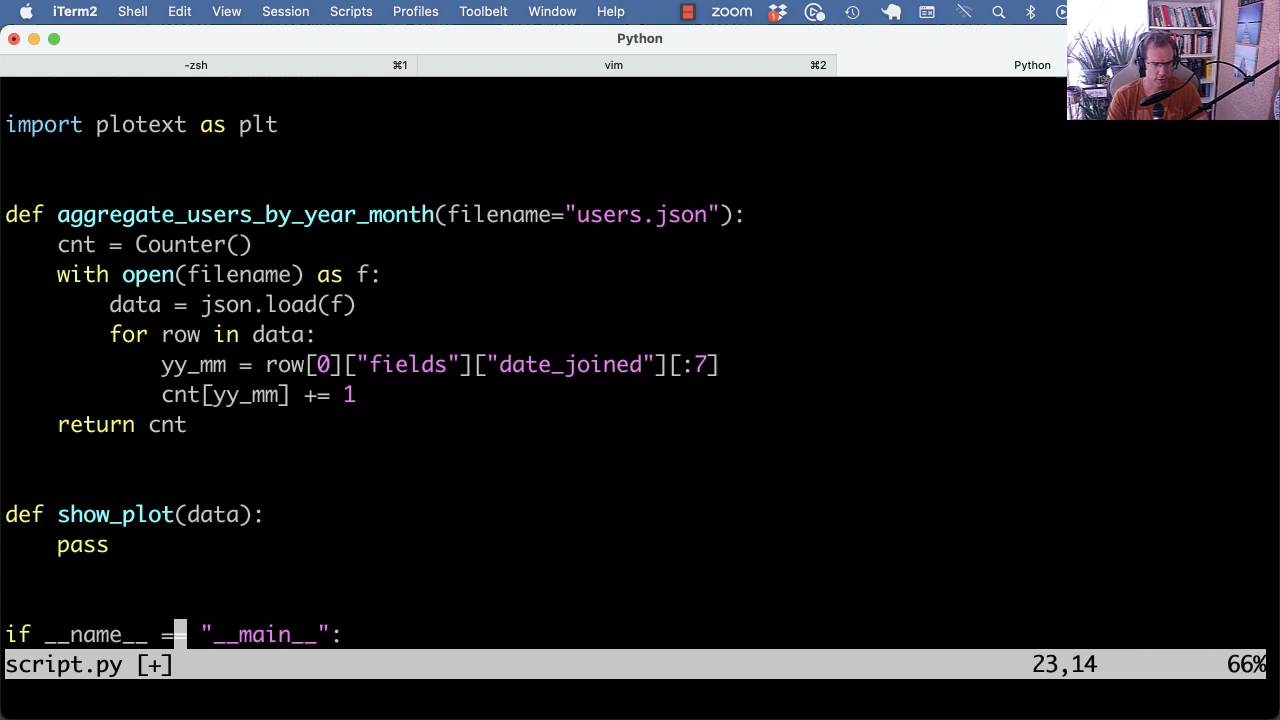 iTerm2 Shell Edit View Session Scripts Profiles Toolbelt Window Help zoom 1
Python
-zsh ⌘1 vim ⌘2 Python
import plotext as plt
def aggregate_users_by_year_month(filename="users.json"):
    cnt = Counter()
    with open(filename) as f:
        data = json.load(f)
        for row in data:
            yy_mm = row[0]["fields"]["date_joined"][:7]
            cnt[yy_mm] += 1
    return cnt
def show_plot(data):
    pass
if __name__ == "__main__":
script.py [+] 23,14 66%